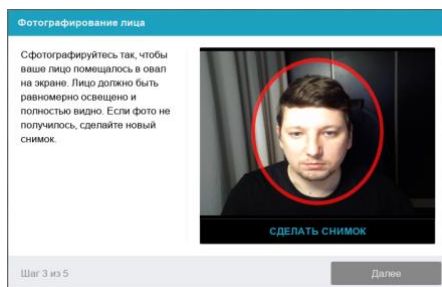 Фотографирование лица
Сфотографируйтесь так, чтобы
ваше лицо помещалось в овал
на экране. Лицо должно быть
равномерно освещено и
полностью видно. Если фото не
получилось, сделайте новый
снимок.
СДЕЛАТЬ СНИМОК
Шаг 3 из 5
Далее